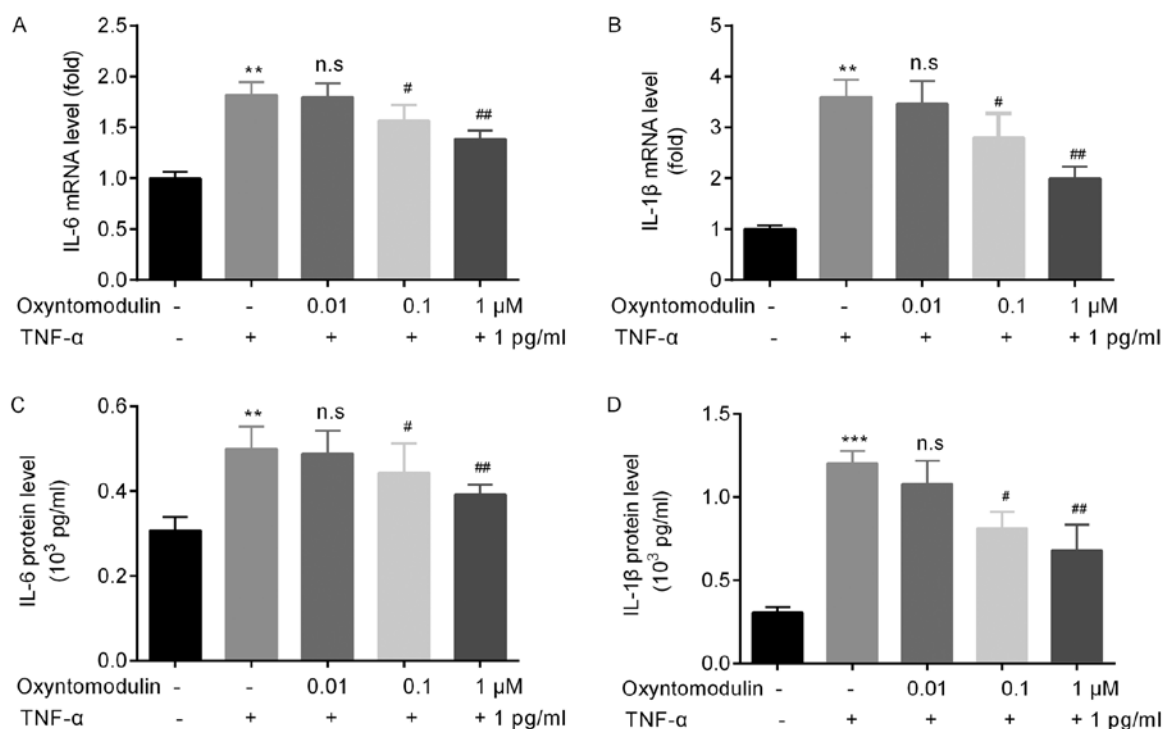 A
IL-6 mRNA level (fold)
2.5
2.0
1.5
1.0
0.5
0.0
**
n.s
#
##
Oxyntomodulin - - 0.01 0.1 1 µM
TNF-α - + + + + 1 pg/ml
B
IL-1β mRNA level
(fold)
5
4
3
2
1
0
**
n.s
#
##
Oxyntomodulin - - 0.01 0.1 1 µM
TNF-α - + + + + 1 pg/ml
C
IL-6 protein level
(10³ pg/ml)
0.6
0.4
0.2
0.0
**
n.s
#
##
Oxyntomodulin - - 0.01 0.1 1 µM
TNF-α - + + + + 1 pg/ml
D
IL-1β protein level
(10³ pg/ml)
1.5
1.0
0.5
0.0
***
n.s
#
##
Oxyntomodulin - - 0.01 0.1 1 µM
TNF-α - + + + + 1 pg/ml